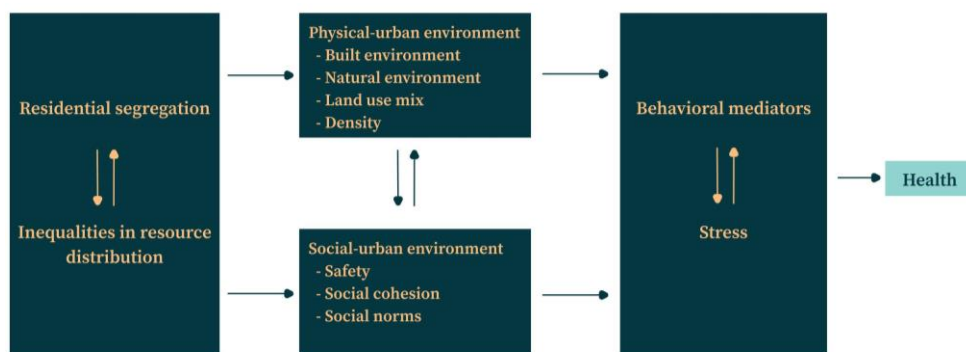 Residential segregation
Inequalities in resource
distribution
Physical-urban environment
- Built environment
- Natural environment
- Land use mix
- Density
Social-urban environment
- Safety
- Social cohesion
- Social norms
Behavioral mediators
Stress
Health